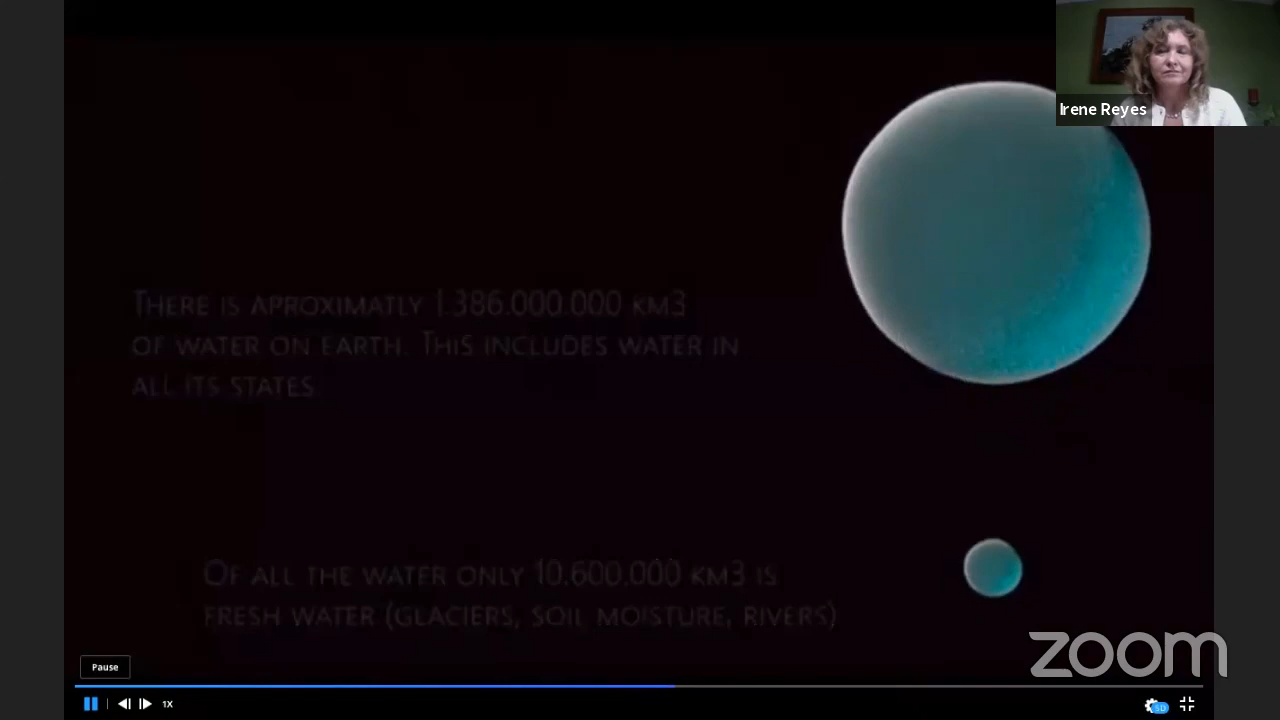 Irene Reyes
THERE IS APROXIMATLY 1.386.000.000 KM3
OF WATER ON EARTH. THIS INCLUDES WATER IN
ALL ITS STATES
OF ALL THE WATER ONLY 10.600.000 KM3 IS
FRESH WATER (GLACIERS, SOIL MOISTURE, RIVERS)
zoom
Pause
1X
SD